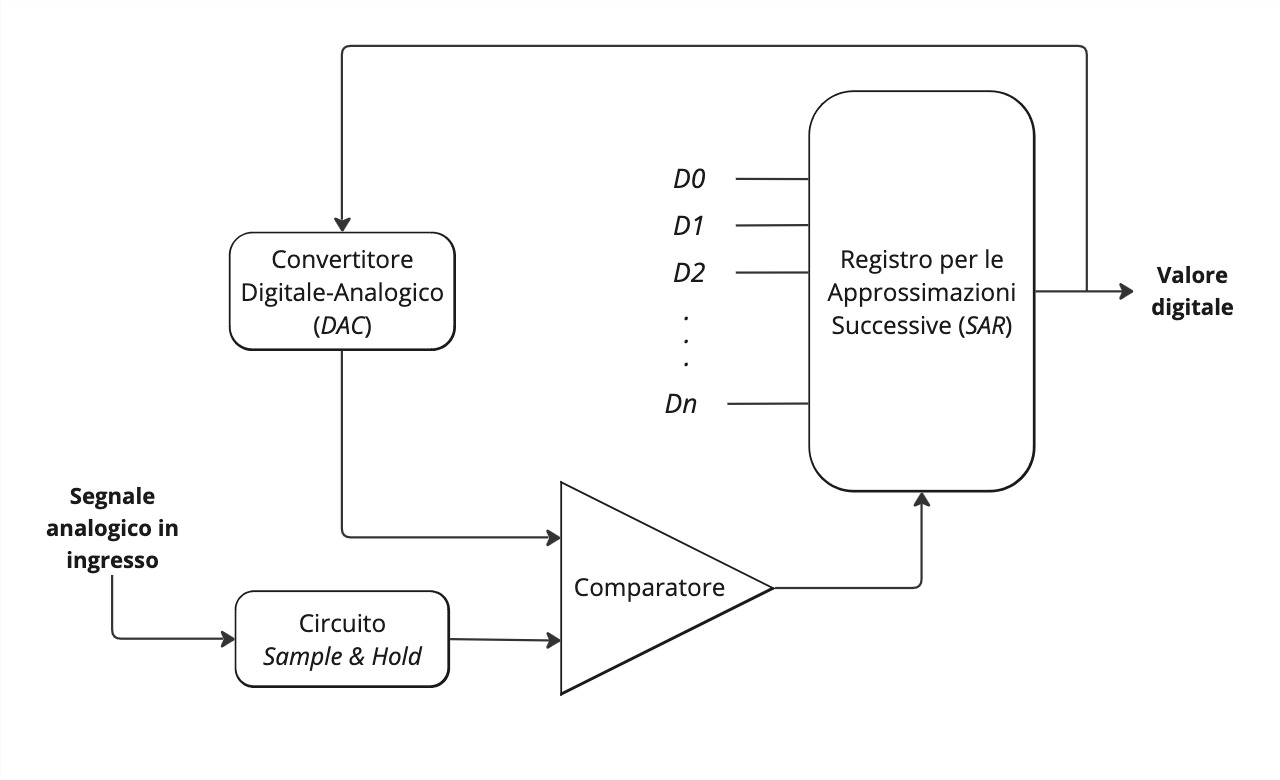 D0
D1
D2
.
.
.
Dn
Convertitore
Digitale-Analogico
(DAC)
Registro per le
Approssimazioni
Successive (SAR)
Valore
digitale
Segnale
analogico in
ingresso
Circuito
Sample & Hold
Comparatore